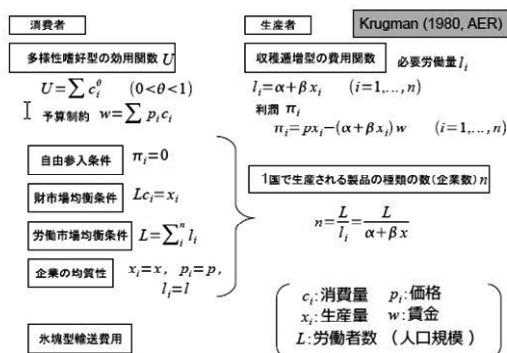 消費者
生産者
Krugman (1980, AER)
多様性嗜好型の効用関数 U
収穫逓増型の費用関数 必要労働量 l_i
U=∑c_i^θ (0<θ<1)
l_i=α+βx_i (i=1,...,n)
予算制約 w=∑p_i c_i
利潤 π_i
π_i=px_i−(α+βx_i)w (i=1,...,n)
自由参入条件 π_i=0
財市場均衡条件 Lc_i=x_i
1国で生産される製品の種類の数(企業数) n
労働市場均衡条件 L=∑_i^n l_i
n=L/l_i=L/(α+βx)
企業の均質性 x_i=x, p_i=p,
l_i=l
c_i:消費量 p_i:価格
x_i:生産量 w:賃金
L:労働者数 (人口規模)
氷塊型輸送費用